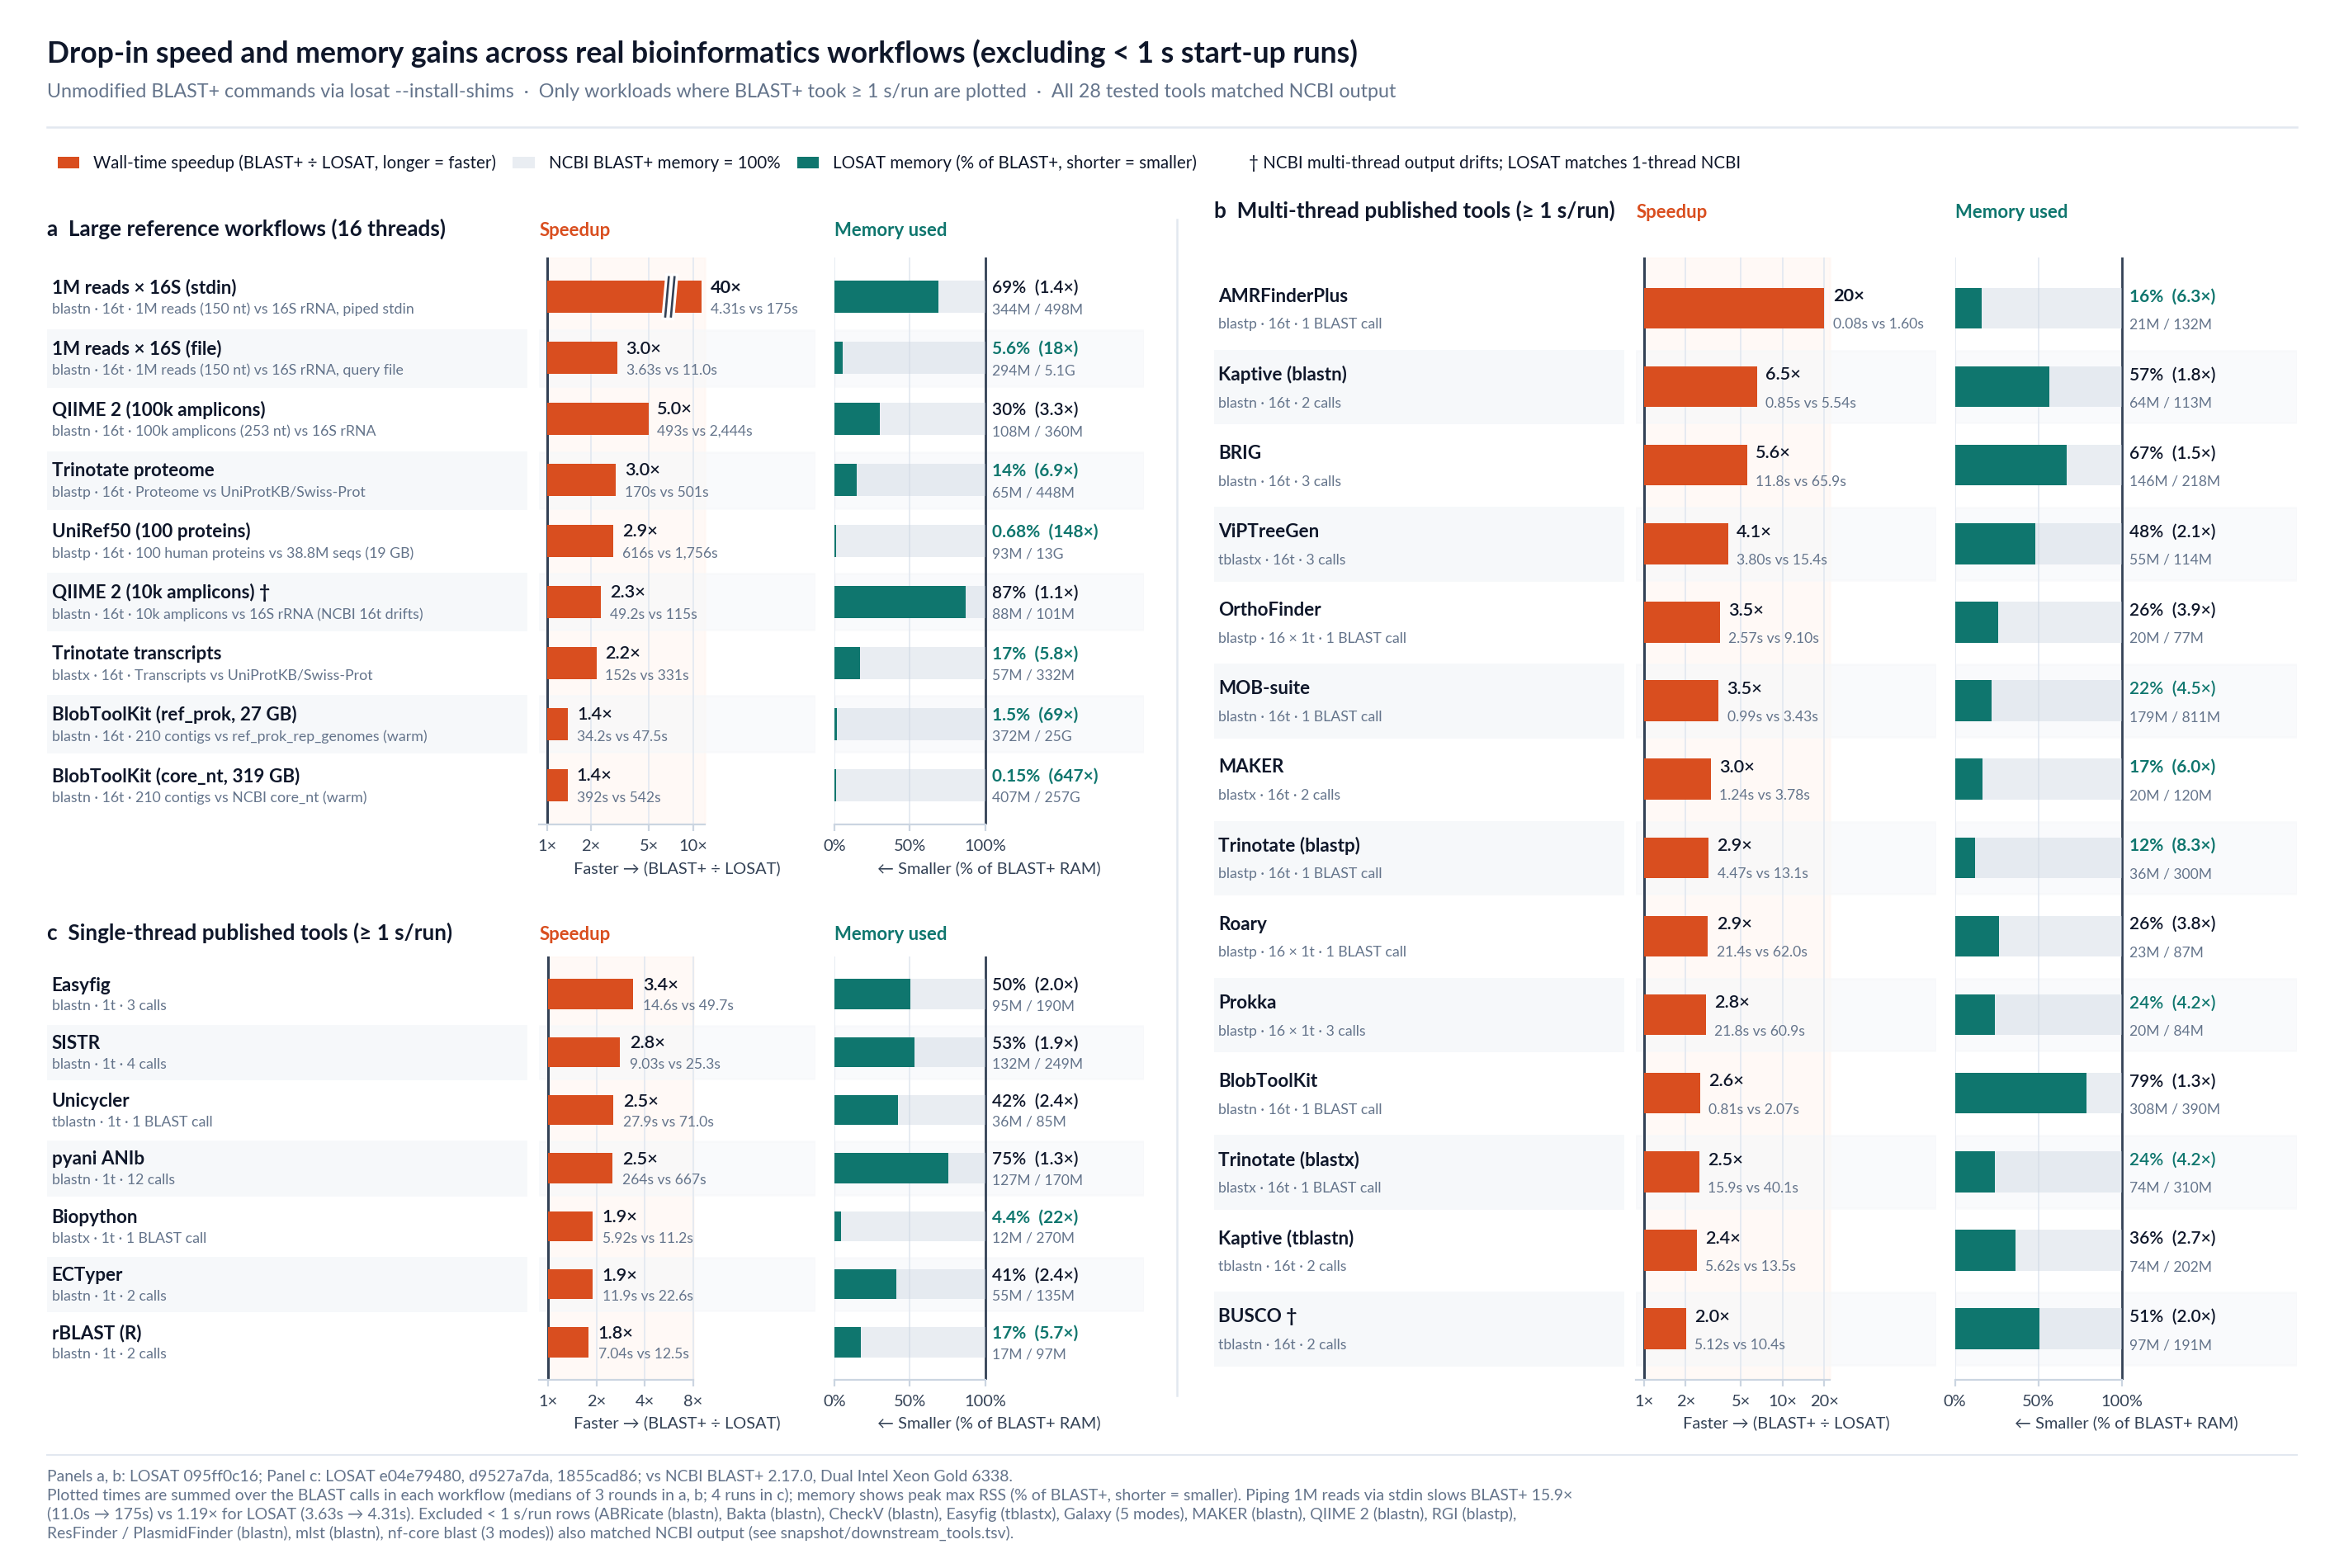 Drop-in speed and memory gains across real bioinformatics workflows (excluding < 1 s start-up runs)
Unmodified BLAST+ commands via losat --install-shims · Only workloads where BLAST+ took ≥ 1 s/run are plotted · All 28 tested tools matched NCBI output
Wall-time speedup (BLAST+ ÷ LOSAT, longer = faster)
NCBI BLAST+ memory = 100%
LOSAT memory (% of BLAST+, shorter = smaller)
† NCBI multi-thread output drifts; LOSAT matches 1-thread NCBI
a Large reference workflows (16 threads)
Speedup
Memory used
1M reads × 16S (stdin)
blastn · 16t · 1M reads (150 nt) vs 16S rRNA, piped stdin
40×
4.31s vs 175s
69% (1.4×)
344M / 498M
1M reads × 16S (file)
blastn · 16t · 1M reads (150 nt) vs 16S rRNA, query file
3.0×
3.63s vs 11.0s
5.6% (18×)
294M / 5.1G
QIIME 2 (100k amplicons)
blastn · 16t · 100k amplicons (253 nt) vs 16S rRNA
5.0×
493s vs 2,444s
30% (3.3×)
108M / 360M
Trinotate proteome
blastp · 16t · Proteome vs UniProtKB/Swiss-Prot
3.0×
170s vs 501s
14% (6.9×)
65M / 448M
UniRef50 (100 proteins)
blastp · 16t · 100 human proteins vs 38.8M seqs (19 GB)
2.9×
616s vs 1,756s
0.68% (148×)
93M / 13G
QIIME 2 (10k amplicons) †
blastn · 16t · 10k amplicons vs 16S rRNA (NCBI 16t drifts)
2.3×
49.2s vs 115s
87% (1.1×)
88M / 101M
Trinotate transcripts
blastx · 16t · Transcripts vs UniProtKB/Swiss-Prot
2.2×
152s vs 331s
17% (5.8×)
57M / 332M
BlobToolKit (ref_prok, 27 GB)
blastn · 16t · 210 contigs vs ref_prok_rep_genomes (warm)
1.4×
34.2s vs 47.5s
1.5% (69×)
372M / 25G
BlobToolKit (core_nt, 319 GB)
blastn · 16t · 210 contigs vs NCBI core_nt (warm)
1.4×
392s vs 542s
0.15% (647×)
407M / 257G
1× 2× 5× 10×
0% 50% 100%
Faster → (BLAST+ ÷ LOSAT)
← Smaller (% of BLAST+ RAM)
b Multi-thread published tools (≥ 1 s/run)
Speedup
Memory used
AMRFinderPlus
blastp · 16t · 1 BLAST call
20×
0.08s vs 1.60s
16% (6.3×)
21M / 132M
Kaptive (blastn)
blastn · 16t · 2 calls
6.5×
0.85s vs 5.54s
57% (1.8×)
64M / 113M
BRIG
blastn · 16t · 3 calls
5.6×
11.8s vs 65.9s
67% (1.5×)
146M / 218M
ViPTreeGen
tblastx · 16t · 3 calls
4.1×
3.80s vs 15.4s
48% (2.1×)
55M / 114M
OrthoFinder
blastp · 16 × 1t · 1 BLAST call
3.5×
2.57s vs 9.10s
26% (3.9×)
20M / 77M
MOB-suite
blastn · 16t · 1 BLAST call
3.5×
0.99s vs 3.43s
22% (4.5×)
179M / 811M
MAKER
blastx · 16t · 2 calls
3.0×
1.24s vs 3.78s
17% (6.0×)
20M / 120M
Trinotate (blastp)
blastp · 16t · 1 BLAST call
2.9×
4.47s vs 13.1s
12% (8.3×)
36M / 300M
Roary
blastp · 16 × 1t · 1 BLAST call
2.9×
21.4s vs 62.0s
26% (3.8×)
23M / 87M
Prokka
blastp · 16 × 1t · 3 calls
2.8×
21.8s vs 60.9s
24% (4.2×)
20M / 84M
BlobToolKit
blastn · 16t · 1 BLAST call
2.6×
0.81s vs 2.07s
79% (1.3×)
308M / 390M
Trinotate (blastx)
blastx · 16t · 1 BLAST call
2.5×
15.9s vs 40.1s
24% (4.2×)
74M / 310M
Kaptive (tblastn)
tblastn · 16t · 2 calls
2.4×
5.62s vs 13.5s
36% (2.7×)
74M / 202M
BUSCO †
tblastn · 16t · 2 calls
2.0×
5.12s vs 10.4s
51% (2.0×)
97M / 191M
1× 2× 5× 10× 20×
0% 50% 100%
Faster → (BLAST+ ÷ LOSAT)
← Smaller (% of BLAST+ RAM)
c Single-thread published tools (≥ 1 s/run)
Speedup
Memory used
Easyfig
blastn · 1t · 3 calls
3.4×
14.6s vs 49.7s
50% (2.0×)
95M / 190M
SISTR
blastn · 1t · 4 calls
2.8×
9.03s vs 25.3s
53% (1.9×)
132M / 249M
Unicycler
tblastn · 1t · 1 BLAST call
2.5×
27.9s vs 71.0s
42% (2.4×)
36M / 85M
pyani ANIb
blastn · 1t · 12 calls
2.5×
264s vs 667s
75% (1.3×)
127M / 170M
Biopython
blastx · 1t · 1 BLAST call
1.9×
5.92s vs 11.2s
4.4% (22×)
12M / 270M
ECTyper
blastn · 1t · 2 calls
1.9×
11.9s vs 22.6s
41% (2.4×)
55M / 135M
rBLAST (R)
blastn · 1t · 2 calls
1.8×
7.04s vs 12.5s
17% (5.7×)
17M / 97M
1× 2× 4× 8×
0% 50% 100%
Faster → (BLAST+ ÷ LOSAT)
← Smaller (% of BLAST+ RAM)
Panels a, b: LOSAT 095ff0c16; Panel c: LOSAT e04e79480, d9527a7da, 1855cad86; vs NCBI BLAST+ 2.17.0, Dual Intel Xeon Gold 6338.
Plotted times are summed over the BLAST calls in each workflow (medians of 3 rounds in a, b; 4 runs in c); memory shows peak max RSS (% of BLAST+, shorter = smaller). Piping 1M reads via stdin slows BLAST+ 15.9×
(11.0s → 175s) vs 1.19× for LOSAT (3.63s → 4.31s). Excluded < 1 s/run rows (ABRicate (blastn), Bakta (blastn), CheckV (blastn), Easyfig (tblastx), Galaxy (5 modes), MAKER (blastn), QIIME 2 (blastn), RGI (blastp),
ResFinder / PlasmidFinder (blastn), mlst (blastn), nf-core blast (3 modes)) also matched NCBI output (see snapshot/downstream_tools.tsv).